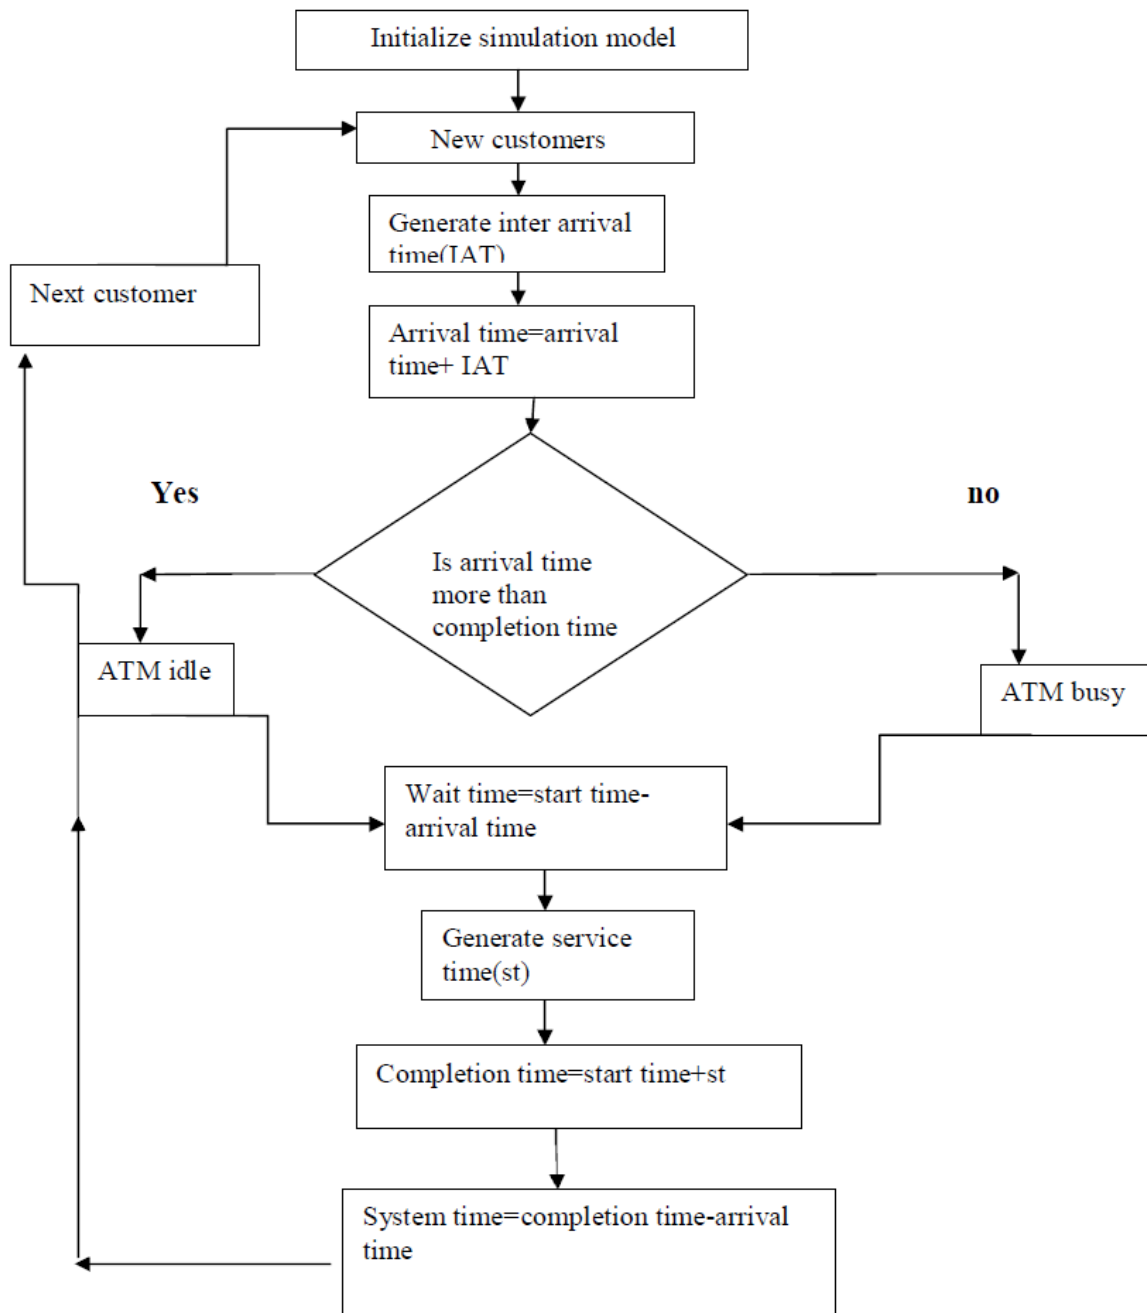 Initialize simulation model
New customers
Generate inter arrival
time(IAT)
Next customer
Arrival time=arrival
time+ IAT
Yes
no
Is arrival time
more than
completion time
ATM idle
ATM busy
Wait time=start time-
arrival time
Generate service
time(st)
Completion time=start time+st
System time=completion time-arrival
time